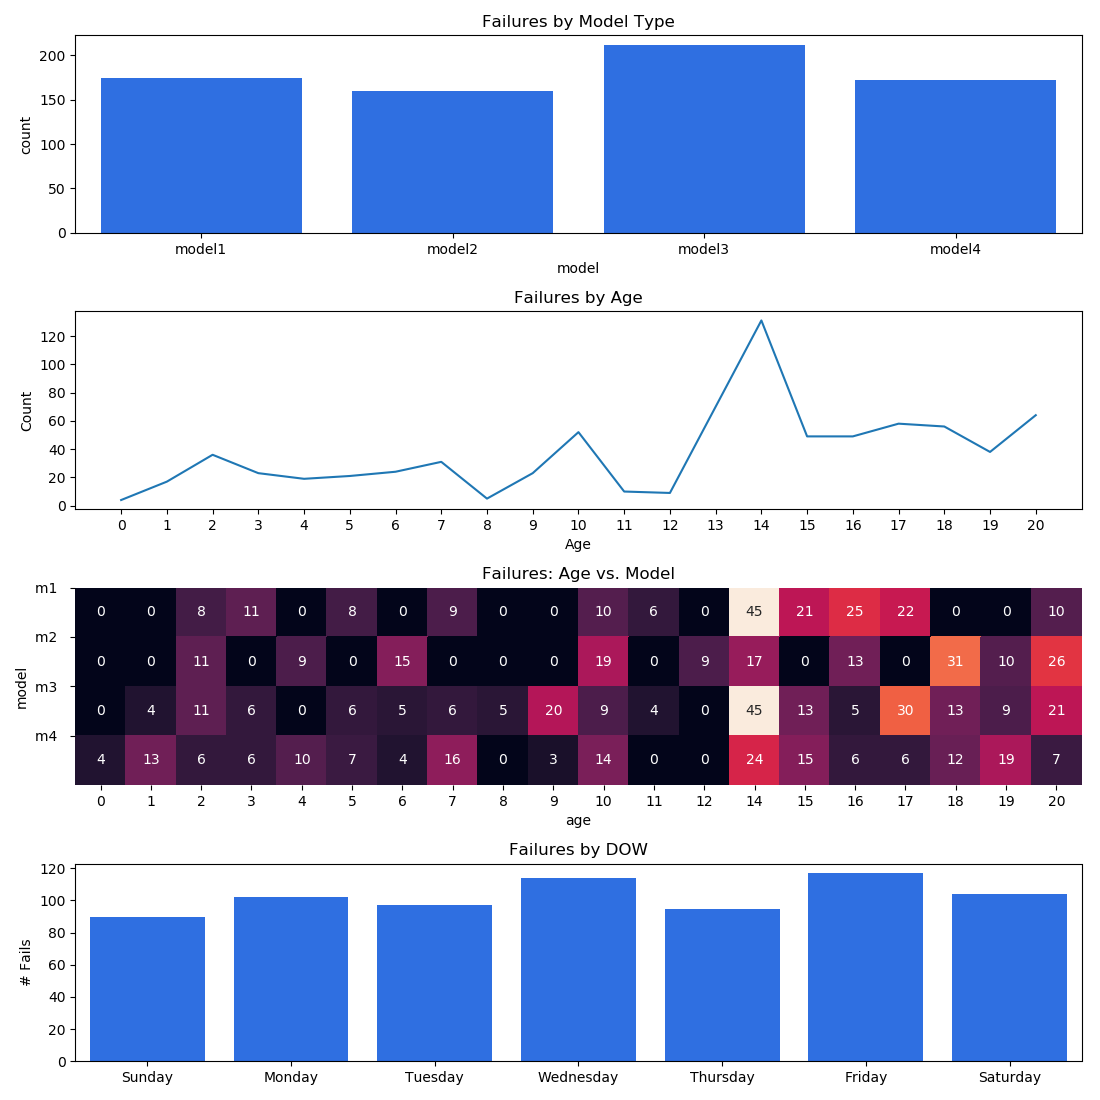 Failures by Model Type
200
150
100
50
0
count
model1 model2 model3 model4
model
Failures by Age
120
100
80
60
40
20
0
Count
0 1 2 3 4 5 6 7 8 9 10 11 12 13 14 15 16 17 18 19 20
Age
Failures: Age vs. Model
m1
0 0 8 11 0 8 0 9 0 0 10 6 0 45 21 25 22 0 0 10
m2
0 0 11 0 9 0 15 0 0 0 19 0 9 17 0 13 0 31 10 26
model
m3
0 4 11 6 0 6 5 6 5 20 9 4 0 45 13 5 30 13 9 21
m4
4 13 6 6 10 7 4 16 0 3 14 0 0 24 15 6 6 12 19 7
0 1 2 3 4 5 6 7 8 9 10 11 12 14 15 16 17 18 19 20
age
Failures by DOW
120
100
80
60
40
20
0
# Fails
Sunday Monday Tuesday Wednesday Thursday Friday Saturday